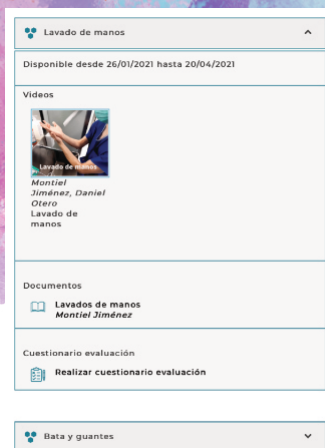 Lavado de manos
Disponible desde 26/01/2021 hasta 20/04/2021
Videos
Lavado de manos
Montiel
Jiménez, Daniel
Otero
Lavado de
manos
Documentos
Lavados de manos
Montiel Jiménez
Cuestionario evaluación
Realizar cuestionario evaluación
Bata y guantes